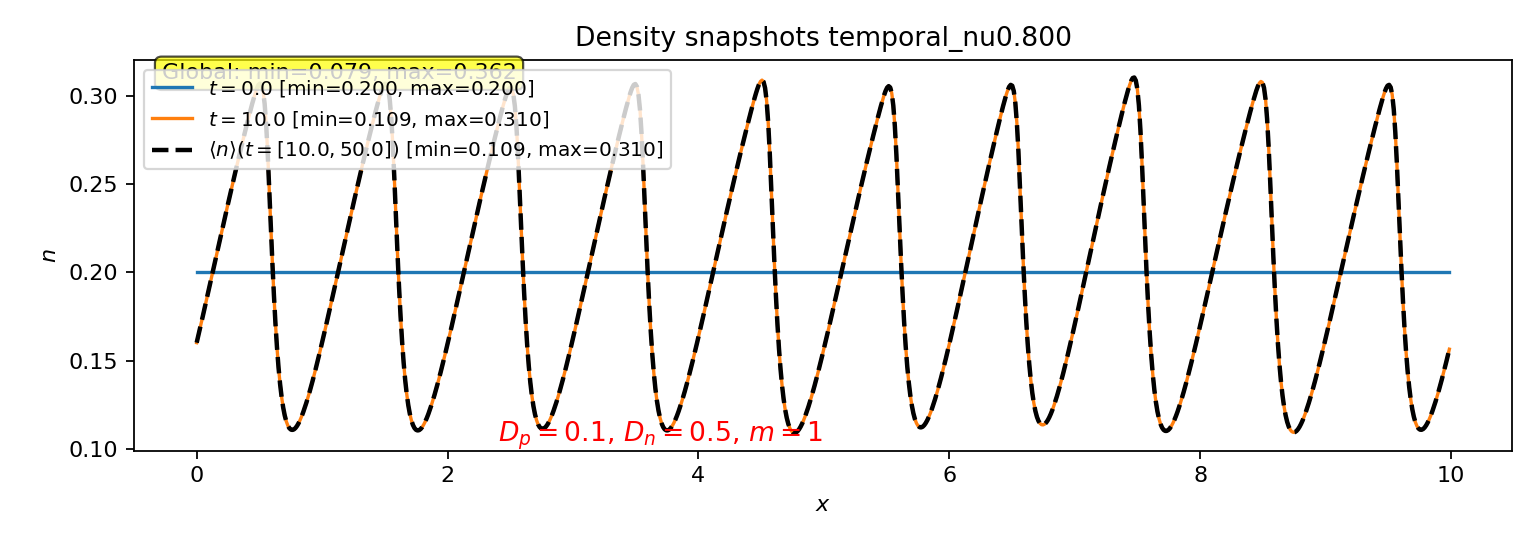 Density snapshots temporal_nu0.800
Global: min=0.079, max=0.362
t = 0.0 [min=0.200, max=0.200]
t = 10.0 [min=0.109, max=0.310]
⟨n⟩(t = [10.0, 50.0]) [min=0.109, max=0.310]
0.30
0.25
0.20
0.15
0.10
n
D_p = 0.1, D_n = 0.5, m = 1
0 2 4 6 8 10
x